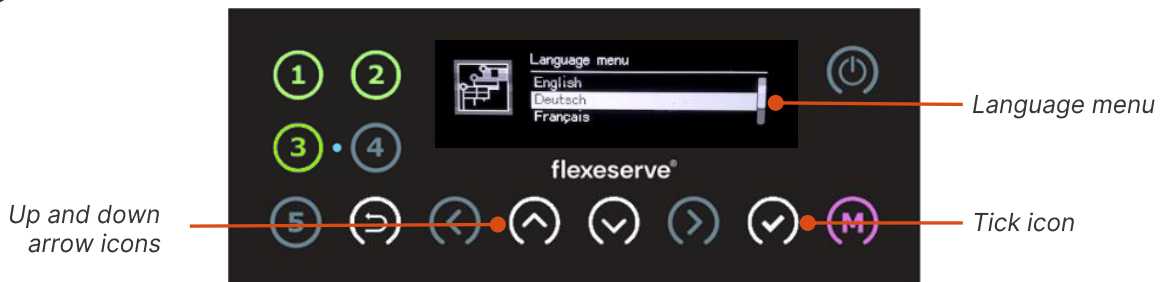 1 2
Language menu
English
Deutsch
Français
Language menu
3 4
flexeserve®
Up and down
arrow icons
5 M
Tick icon